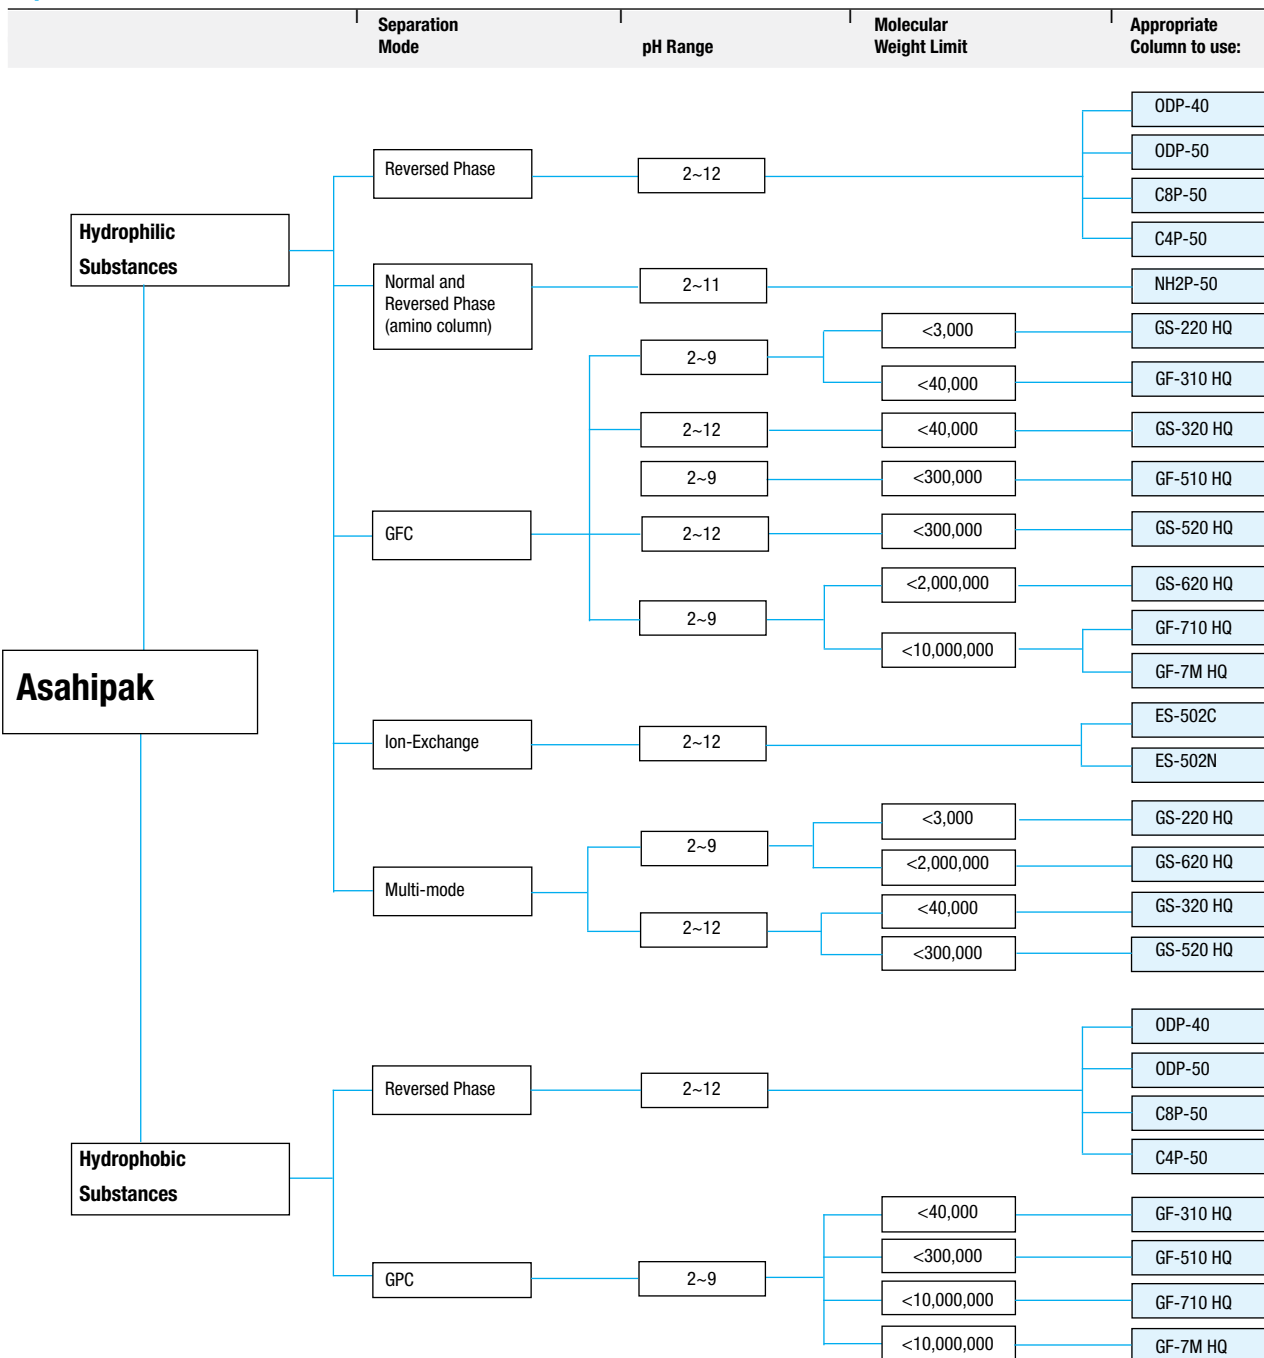 Separation
Mode
pH Range
Molecular
Weight Limit
Appropriate
Column to use:
Asahipak
Hydrophilic
Substances
Reversed Phase
2~12
ODP-40
ODP-50
C8P-50
C4P-50
Normal and
Reversed Phase
(amino column)
2~11
NH2P-50
GFC
2~9
<3,000
GS-220 HQ
<40,000
GF-310 HQ
2~12
<40,000
GS-320 HQ
2~9
<300,000
GF-510 HQ
2~12
<300,000
GS-520 HQ
2~9
<2,000,000
GS-620 HQ
<10,000,000
GF-710 HQ
GF-7M HQ
Ion-Exchange
2~12
ES-502C
ES-502N
Multi-mode
2~9
<3,000
GS-220 HQ
<2,000,000
GS-620 HQ
2~12
<40,000
GS-320 HQ
<300,000
GS-520 HQ
Hydrophobic
Substances
Reversed Phase
2~12
ODP-40
ODP-50
C8P-50
C4P-50
GPC
2~9
<40,000
GF-310 HQ
<300,000
GF-510 HQ
<10,000,000
GF-710 HQ
<10,000,000
GF-7M HQ